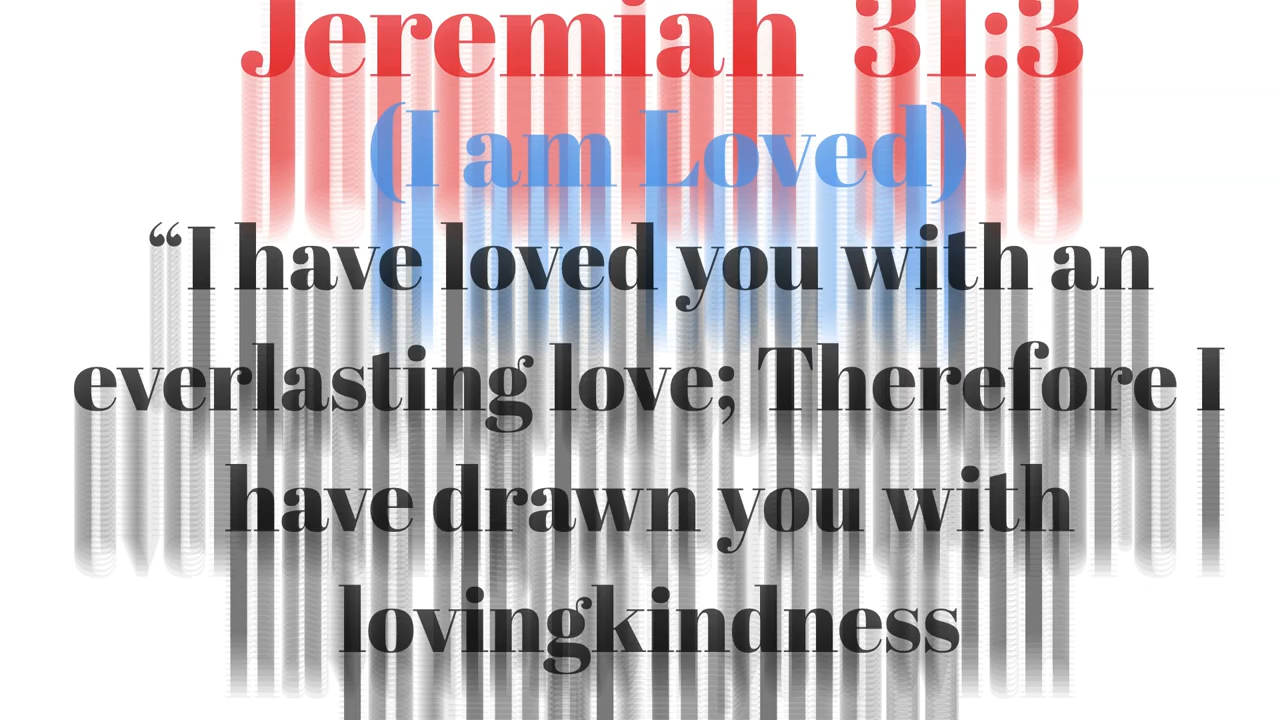 Jeremiah 31:3
(I am Loved)
“I have loved you with an
everlasting love; Therefore I
have drawn you with
lovingkindness